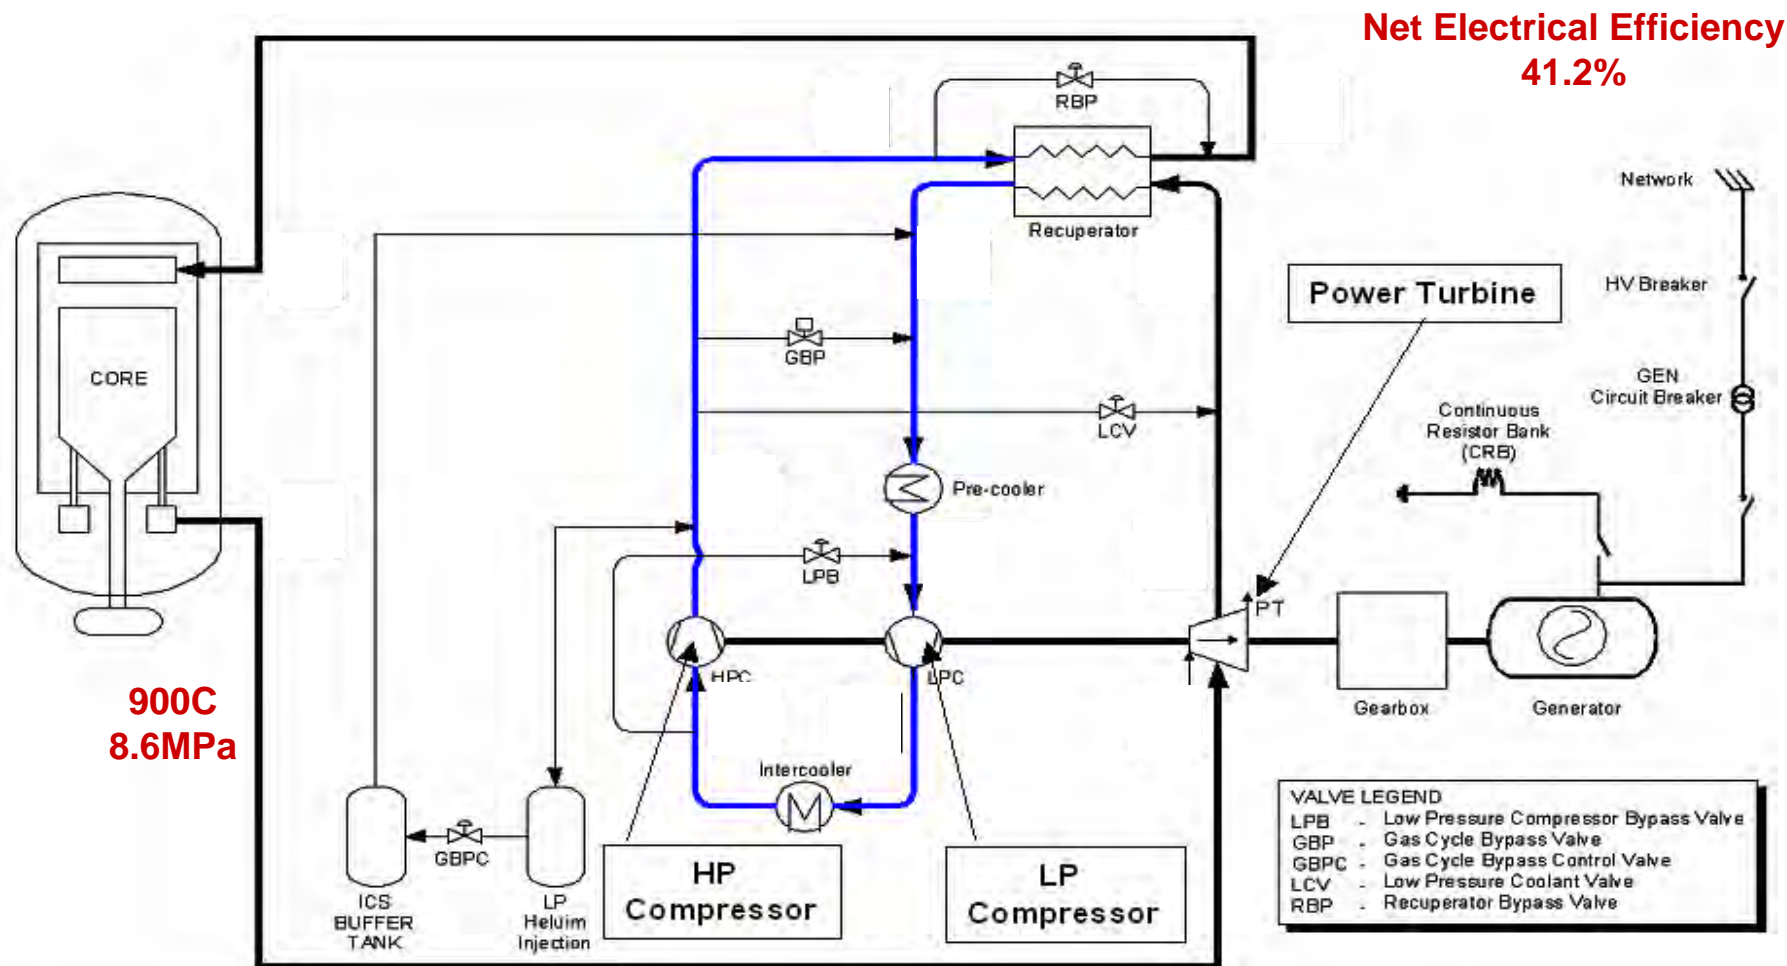 Net Electrical Efficiency
41.2%
RBP
Recuperator
Network
HV Breaker
Power Turbine
GEN
Circuit Breaker
CORE
GBP
LCV
Continuous
Resistor Bank
(CRB)
Pre-cooler
LPB
PT
HPC
LPC
900C
8.6MPa
Gearbox
Generator
Intercooler
GBPC
ICS
BUFFER
TANK
LP
Heluim
Injection
HP
Compressor
LP
Compressor
VALVE LEGEND
LPB - Low Pressure Compressor Bypass Valve
GBP - Gas Cycle Bypass Valve
GBPC - Gas Cycle Bypass Control Valve
LCV - Low Pressure Coolant Valve
RBP - Recuperator Bypass Valve